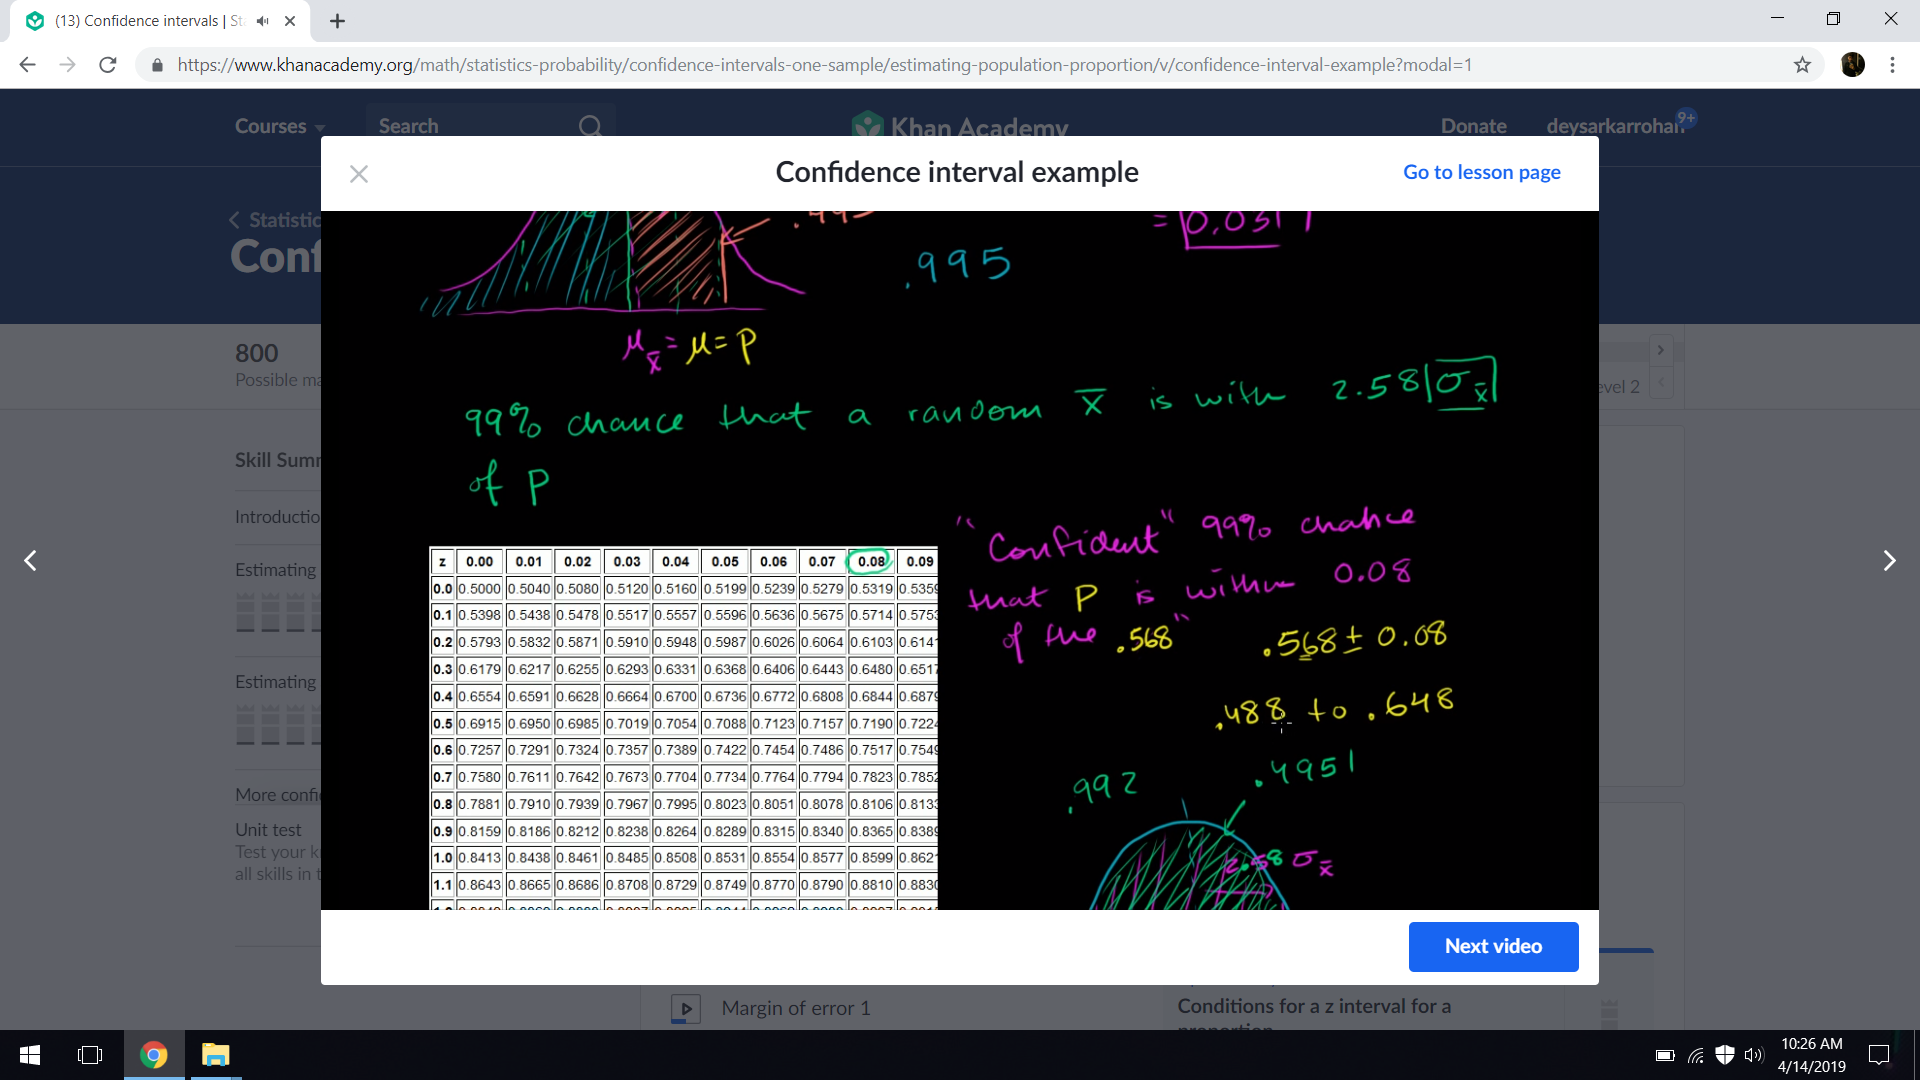 (13) Confidence intervals | St
https://www.khanacademy.org/math/statistics-probability/confidence-intervals-one-sample/estimating-population-proportion/v/confidence-interval-example?modal=1
Courses
Search
Khan Academy
Donate
deysarkarrohan
9+
Statistic
Conf
Confidence interval example
Go to lesson page
.995
μx̄ = μ = P
99% chance that a random x̄ is with 2.58 σx̄
of P
"Confident" 99% chance
that P is within 0.08
of the .568"
.568 ± 0.08
.488 to .648
.992
.4951
2.58 σx̄
z 0.00 0.01 0.02 0.03 0.04 0.05 0.06 0.07 0.08 0.09
0.0 0.5000 0.5040 0.5080 0.5120 0.5160 0.5199 0.5239 0.5279 0.5319 0.5359
0.1 0.5398 0.5438 0.5478 0.5517 0.5557 0.5596 0.5636 0.5675 0.5714 0.5753
0.2 0.5793 0.5832 0.5871 0.5910 0.5948 0.5987 0.6026 0.6064 0.6103 0.6141
0.3 0.6179 0.6217 0.6255 0.6293 0.6331 0.6368 0.6406 0.6443 0.6480 0.6517
0.4 0.6554 0.6591 0.6628 0.6664 0.6700 0.6736 0.6772 0.6808 0.6844 0.6879
0.5 0.6915 0.6950 0.6985 0.7019 0.7054 0.7088 0.7123 0.7157 0.7190 0.7224
0.6 0.7257 0.7291 0.7324 0.7357 0.7389 0.7422 0.7454 0.7486 0.7517 0.7549
0.7 0.7580 0.7611 0.7642 0.7673 0.7704 0.7734 0.7764 0.7794 0.7823 0.7852
0.8 0.7881 0.7910 0.7939 0.7967 0.7995 0.8023 0.8051 0.8078 0.8106 0.8133
0.9 0.8159 0.8186 0.8212 0.8238 0.8264 0.8289 0.8315 0.8340 0.8365 0.8389
1.0 0.8413 0.8438 0.8461 0.8485 0.8508 0.8531 0.8554 0.8577 0.8599 0.8621
1.1 0.8643 0.8665 0.8686 0.8708 0.8729 0.8749 0.8770 0.8790 0.8810 0.8830
800
Possible ma
evel 2
Skill Summ
Introductio
Estimating
Estimating
More confi
Unit test
Test your k
all skills in t
Next video
Margin of error 1
Conditions for a z interval for a
10:26 AM
4/14/2019